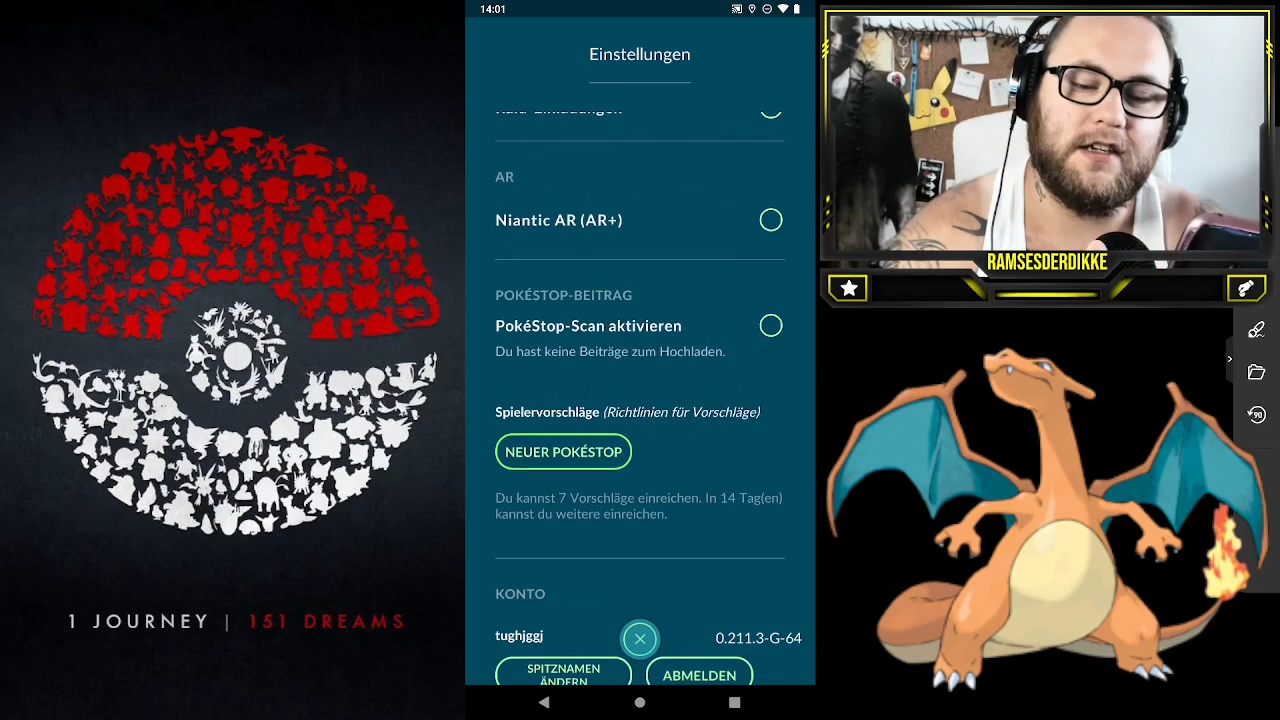 14:01
Einstellungen
AR
Niantic AR (AR+)
POKÉSTOP-BEITRAG
PokéStop-Scan aktivieren
Du hast keine Beiträge zum Hochladen.
Spielervorschläge (Richtlinien für Vorschläge)
NEUER POKÉSTOP
Du kannst 7 Vorschläge einreichen. In 14 Tag(en)
kannst du weitere einreichen.
KONTO
tughjggj
0.211.3-G-64
SPITZNAMEN
ÄNDERN
ABMELDEN
1 JOURNEY | 151 DREAMS
RAMSESDERDIKKE
90